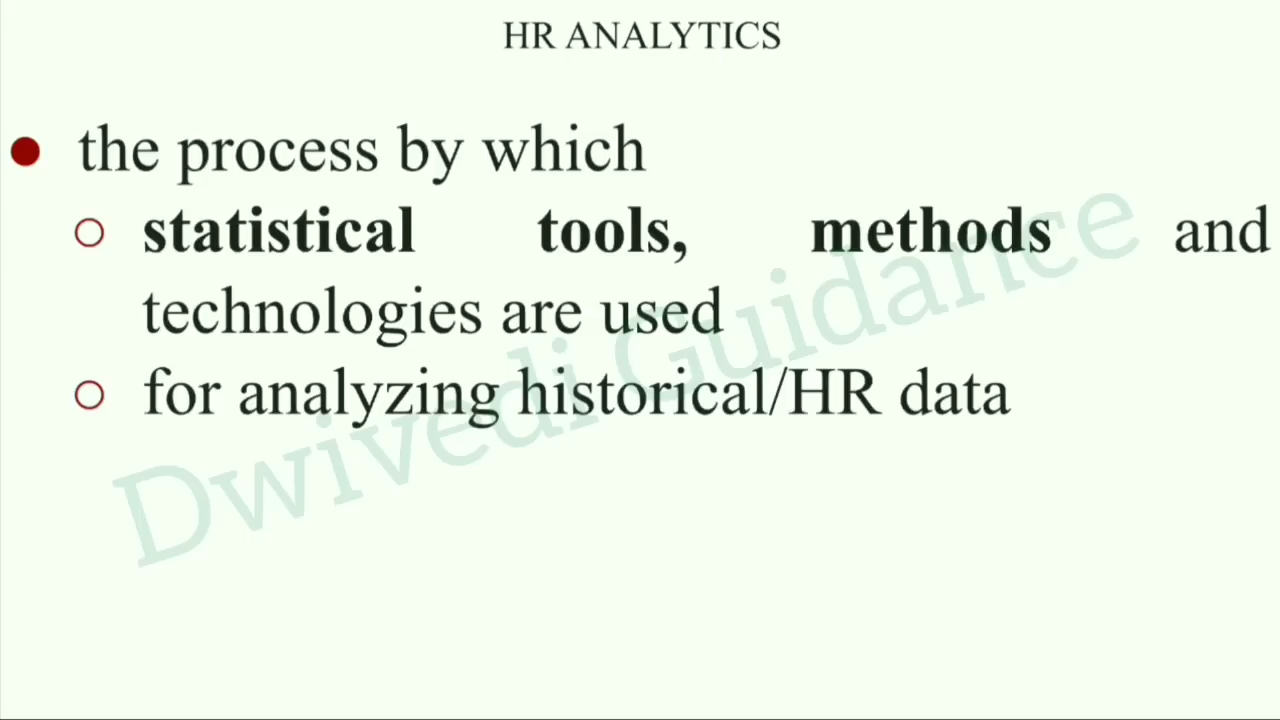 HR ANALYTICS
● the process by which
○ statistical tools, methods and
technologies are used
○ for analyzing historical/HR data
Dwivedi Guidance